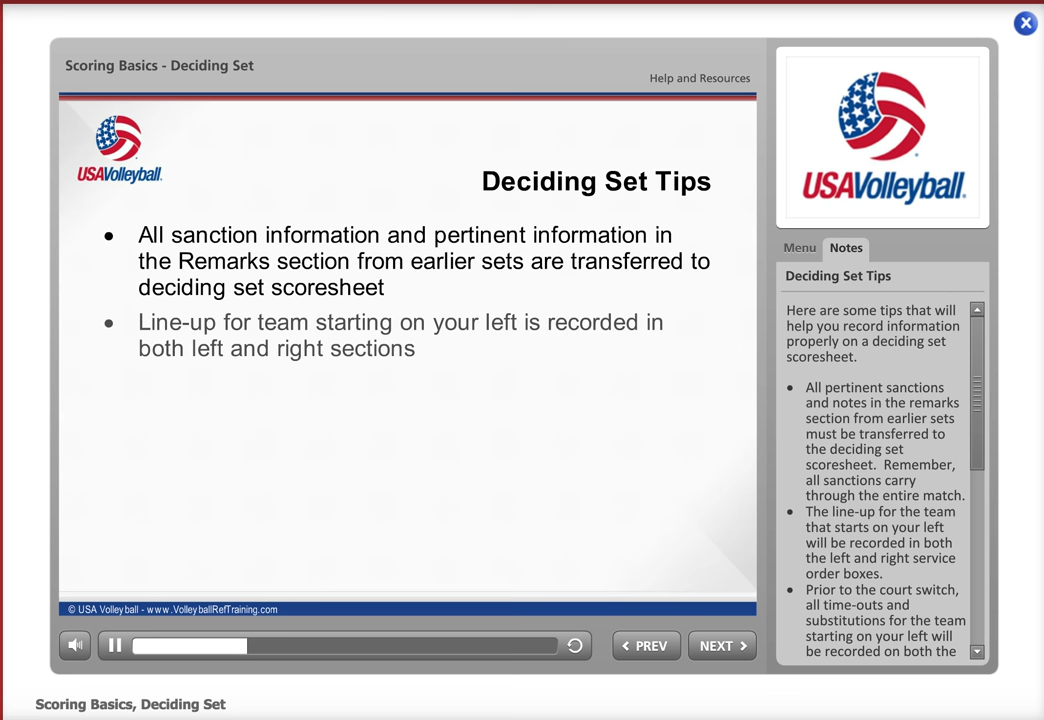 Scoring Basics - Deciding Set
Help and Resources
USAVolleyball.
Deciding Set Tips
• All sanction information and pertinent information in
the Remarks section from earlier sets are transferred to
deciding set scoresheet
• Line-up for team starting on your left is recorded in
both left and right sections
© USA Volleyball - www.VolleyballRefTraining.com
PREV
NEXT
USAVolleyball.
Menu Notes
Deciding Set Tips
Here are some tips that will
help you record information
properly on a deciding set
scoresheet.
• All pertinent sanctions
and notes in the remarks
section from earlier sets
must be transferred to
the deciding set
scoresheet. Remember,
all sanctions carry
through the entire match.
• The line-up for the team
that starts on your left
will be recorded in both
the left and right service
order boxes.
• Prior to the court switch,
all time-outs and
substitutions for the team
starting on your left will
be recorded on both the
Scoring Basics, Deciding Set